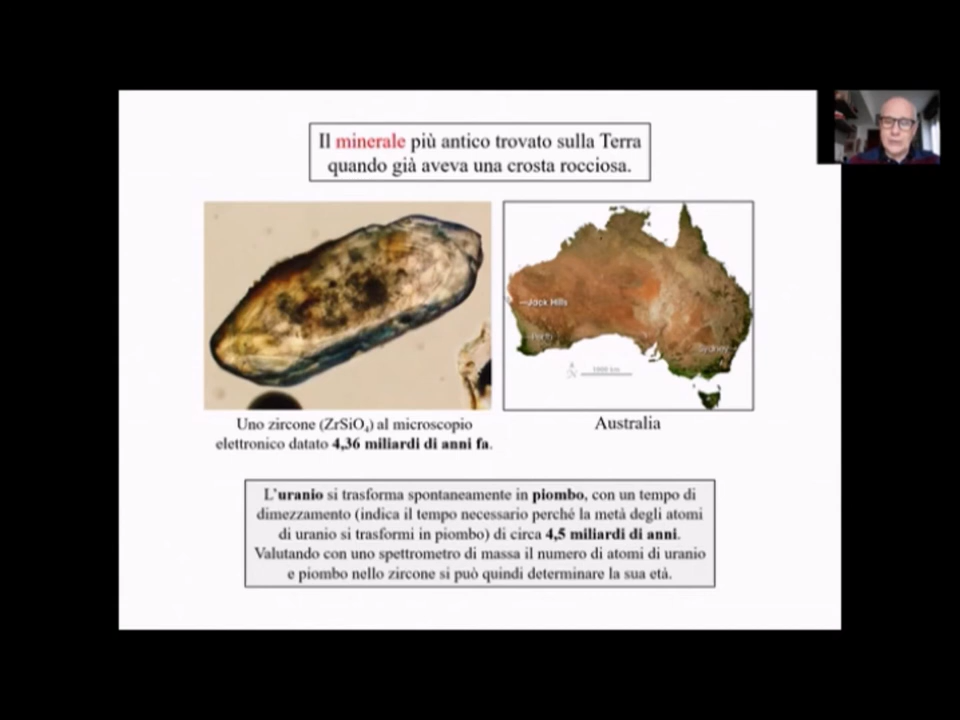 Il minerale più antico trovato sulla Terra
quando già aveva una crosta rocciosa.
Jack Hills
Perth
Sydney
1000 km
Uno zircone (ZrSiO₄) al microscopio
elettronico datato 4,36 miliardi di anni fa.
Australia
L'uranio si trasforma spontaneamente in piombo, con un tempo di
dimezzamento (indica il tempo necessario perché la metà degli atomi
di uranio si trasformi in piombo) di circa 4,5 miliardi di anni.
Valutando con uno spettrometro di massa il numero di atomi di uranio
e piombo nello zircone si può quindi determinare la sua età.